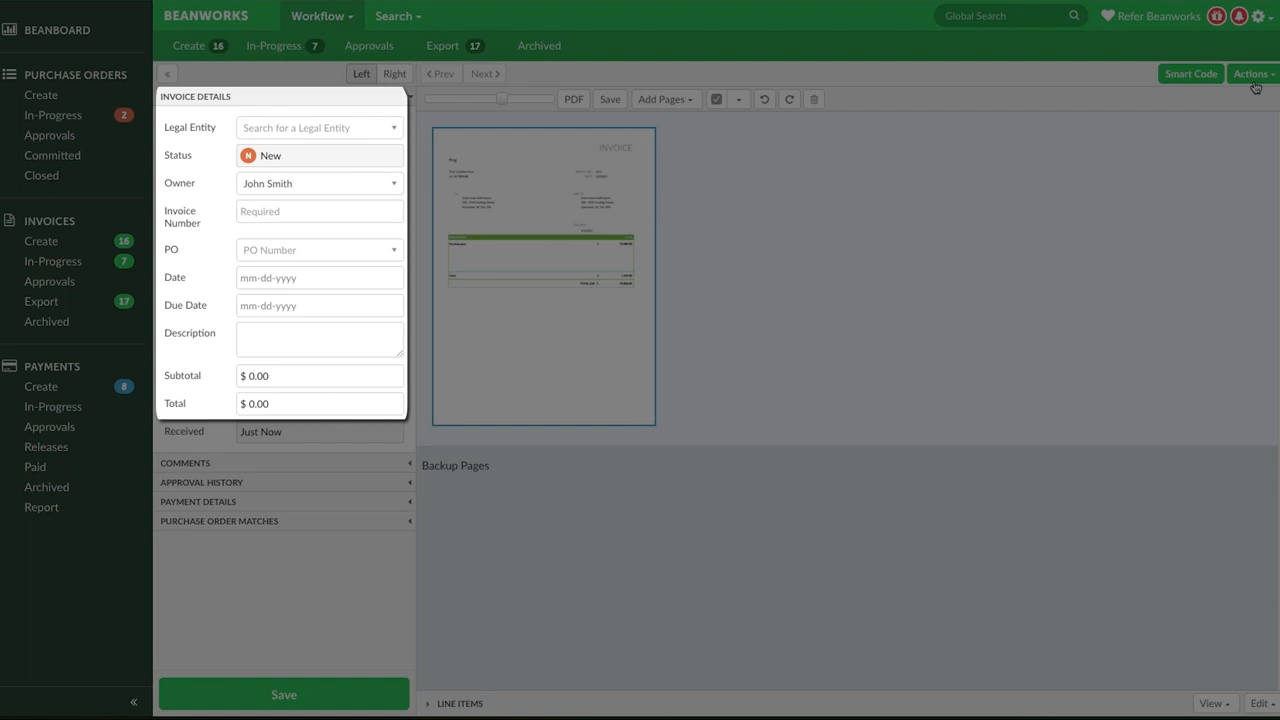 BEANBOARD
PURCHASE ORDERS
Create
In-Progress 2
Approvals
Committed
Closed
INVOICES
Create 16
In-Progress 7
Approvals
Export 17
Archived
PAYMENTS
Create 8
In-Progress
Approvals
Releases
Paid
Archived
Report
«
BEANWORKS Workflow Search Global Search Refer Beanworks
Create 16 In-Progress 7 Approvals Export 17 Archived
« Left Right Prev Next Smart Code Actions
INVOICE DETAILS
Legal Entity Search for a Legal Entity
Status N New
Owner John Smith
Invoice Number Required
PO PO Number
Date mm-dd-yyyy
Due Date mm-dd-yyyy
Description
Subtotal $ 0.00
Total $ 0.00
Received Just Now
COMMENTS
APPROVAL HISTORY
PAYMENT DETAILS
PURCHASE ORDER MATCHES
Save
PDF Save Add Pages
INVOICE
Backup Pages
LINE ITEMS View Edit